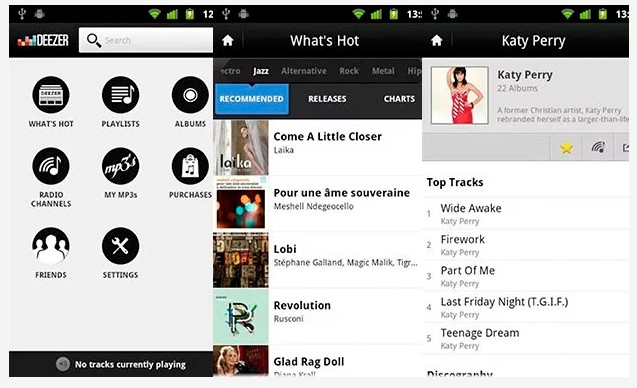 12
DEEZER
Search
WHAT'S HOT
PLAYLISTS
ALBUMS
RADIO
CHANNELS
mp3s
MY MP3s
PURCHASES
FRIENDS
SETTINGS
No tracks currently playing
13:
What's Hot
ectro Jazz Alternative Rock Metal Hip
RECOMMENDED RELEASES CHARTS
laika
Come A Little Closer
Laika
Pour une âme souveraine
Meshell Ndegeocello
Lobi
Stéphane Galland, Magic Malik, Tigr...
Revolution
Rusconi
Glad Rag Doll
Diana Krall
13:
Katy Perry
Katy Perry
22 Albums
A former Christian artist, Katy Perry
rebranded herself as a larger-than-life
Top Tracks
1 Wide Awake
Katy Perry
2 Firework
Katy Perry
3 Part Of Me
Katy Perry
4 Last Friday Night (T.G.I.F.)
Katy Perry
5 Teenage Dream
Katy Perry
Discography